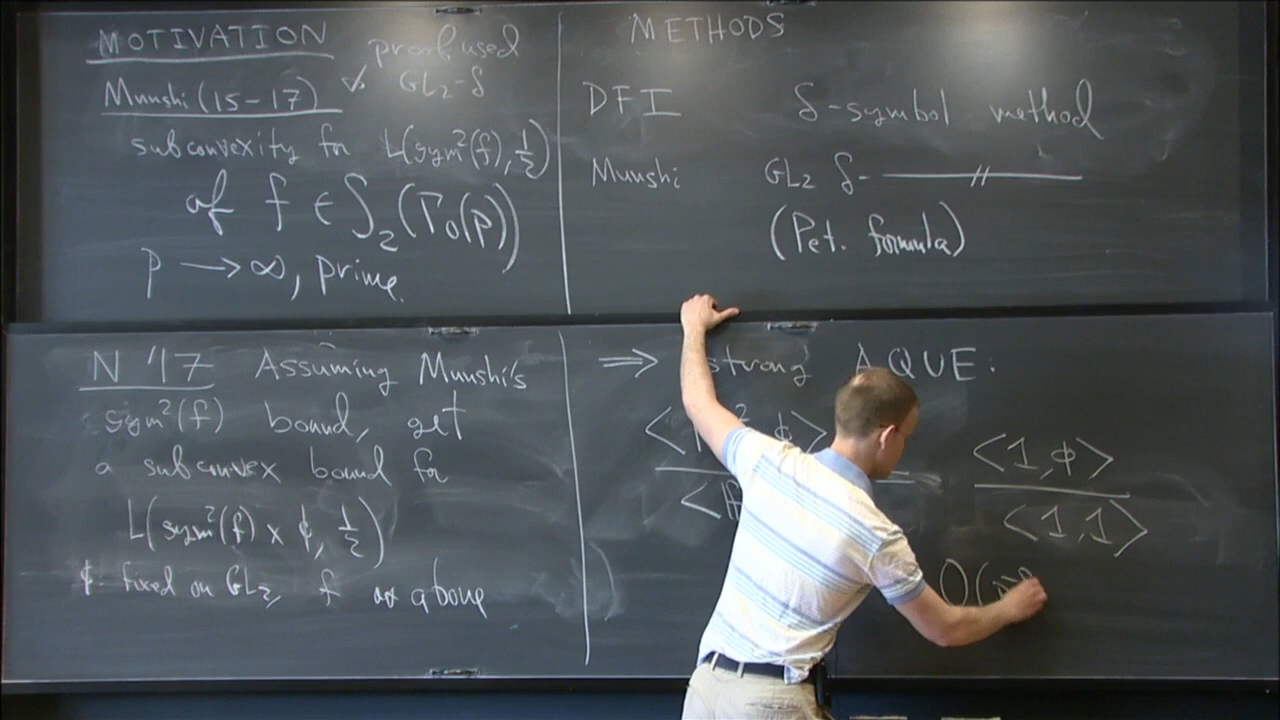 MOTIVATION proof used
Munshi (15-17) GL₂-δ
subconvexity for L(sym²(f), ½)
of f ∈ S₂(Γ₀(p))
p → ∞, prime.
METHODS
DFI δ-symbol method
Munshi GL₂ δ- —//—
(Pet. formula)
N '17 Assuming Munshi's
sym²(f) bound, get
a subconvex bound for
L(sym²(f) × ϕ, ½)
ϕ fixed on GL₂, f as above
⇒ strong AQUE:
² ϕ> <1,ϕ>
< <1,1>
O(